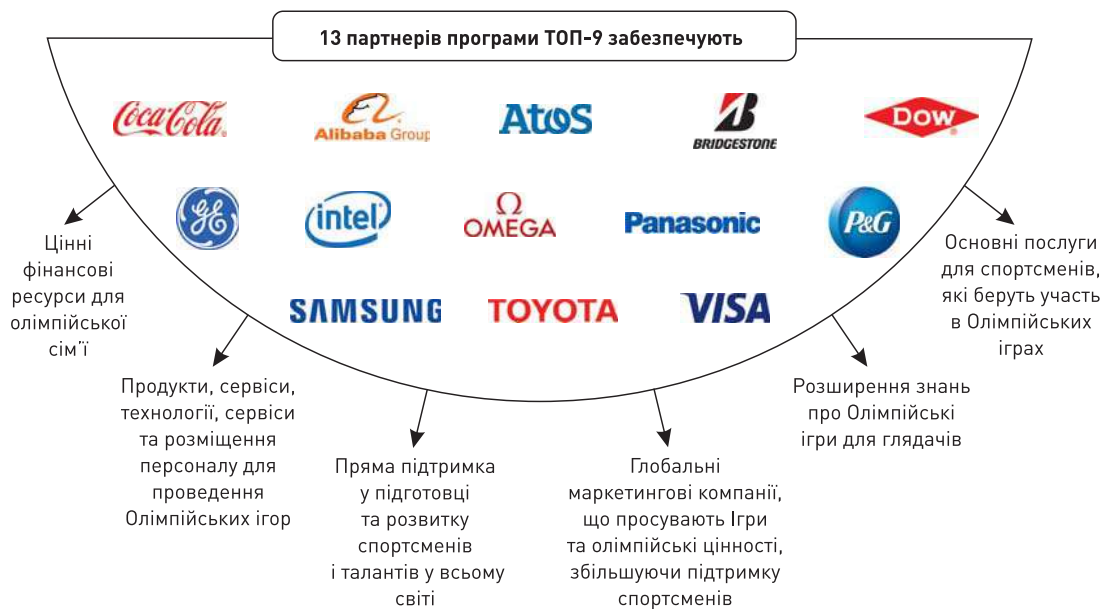 13 партнерів програми ТОП-9 забезпечують
Coca-Cola
Alibaba Group
Atos
BRIDGESTONE
DOW
GE
intel
Ω
OMEGA
Panasonic
P&G
SAMSUNG
TOYOTA
VISA
Цінні
фінансові
ресурси для
олімпійської
сім’ї
Продукти, сервіси,
технології, сервіси
та розміщення
персоналу для
проведення
Олімпійських ігор
Пряма підтримка
у підготовці
та розвитку
спортсменів
і талантів у всьому
світі
Глобальні
маркетингові компанії,
що просувають Ігри
та олімпійські цінності,
збільшуючи підтримку
спортсменів
Розширення знань
про Олімпійські
ігри для глядачів
Основні послуги
для спортсменів,
які беруть участь
в Олімпійських
іграх